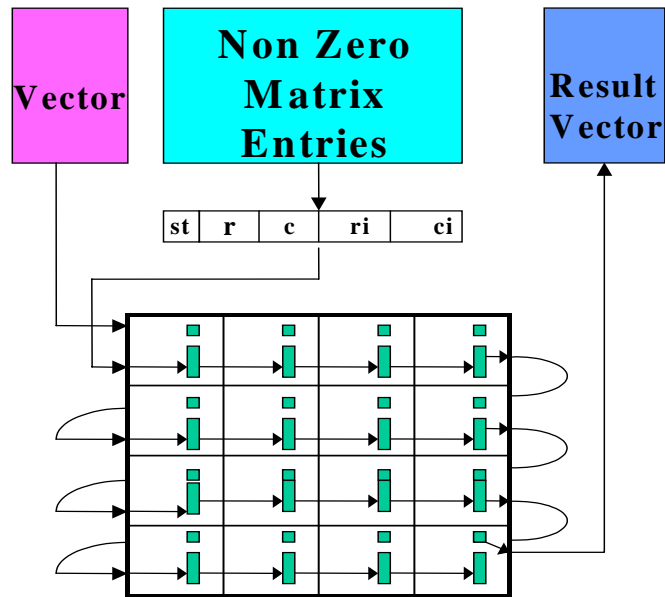 Vector
Non Zero
Matrix
Entries
Result
Vector
st r c ri ci